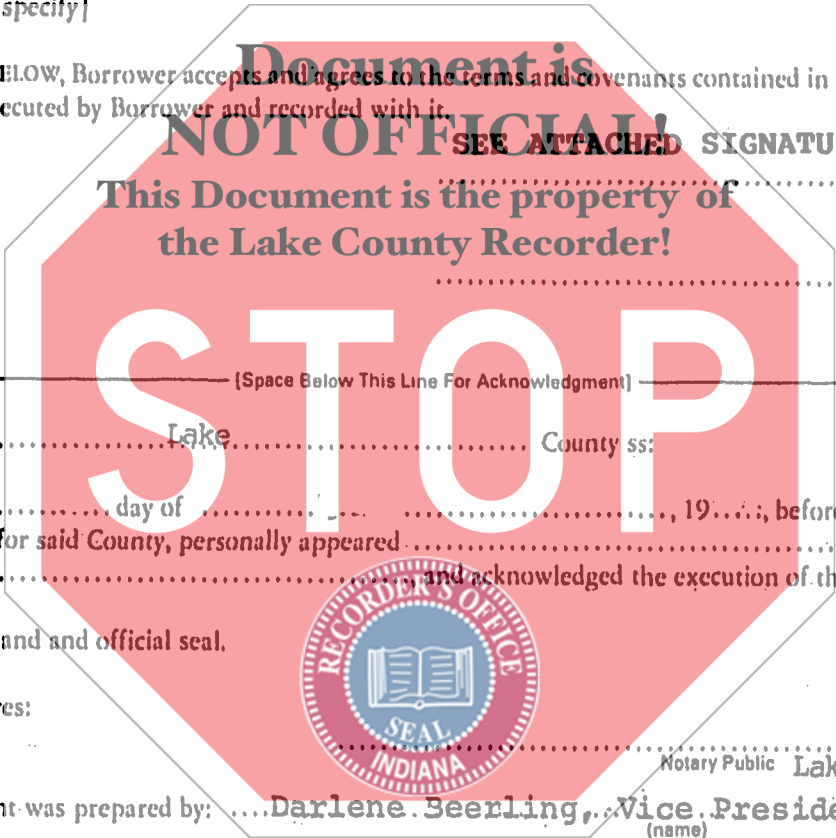 specify]
Document is
ELOW, Borrower accepts and agrees to the terms and covenants contained in
ecuted by Borrower and recorded with it.
NOT OFFICIAL!
SEE ATTACHED SIGNATU
This Document is the property of
the Lake County Recorder!
STOP
[Space Below This Line For Acknowledgment]
Lake County ss:
day of , 19 , before
for said County, personally appeared
, and acknowledged the execution of th
and and official seal.
RECORDER'S OFFICE
SEAL
INDIANA
es:
Notary Public Lak
t was prepared by: Darlene Beerling, Vice Preside
(name)